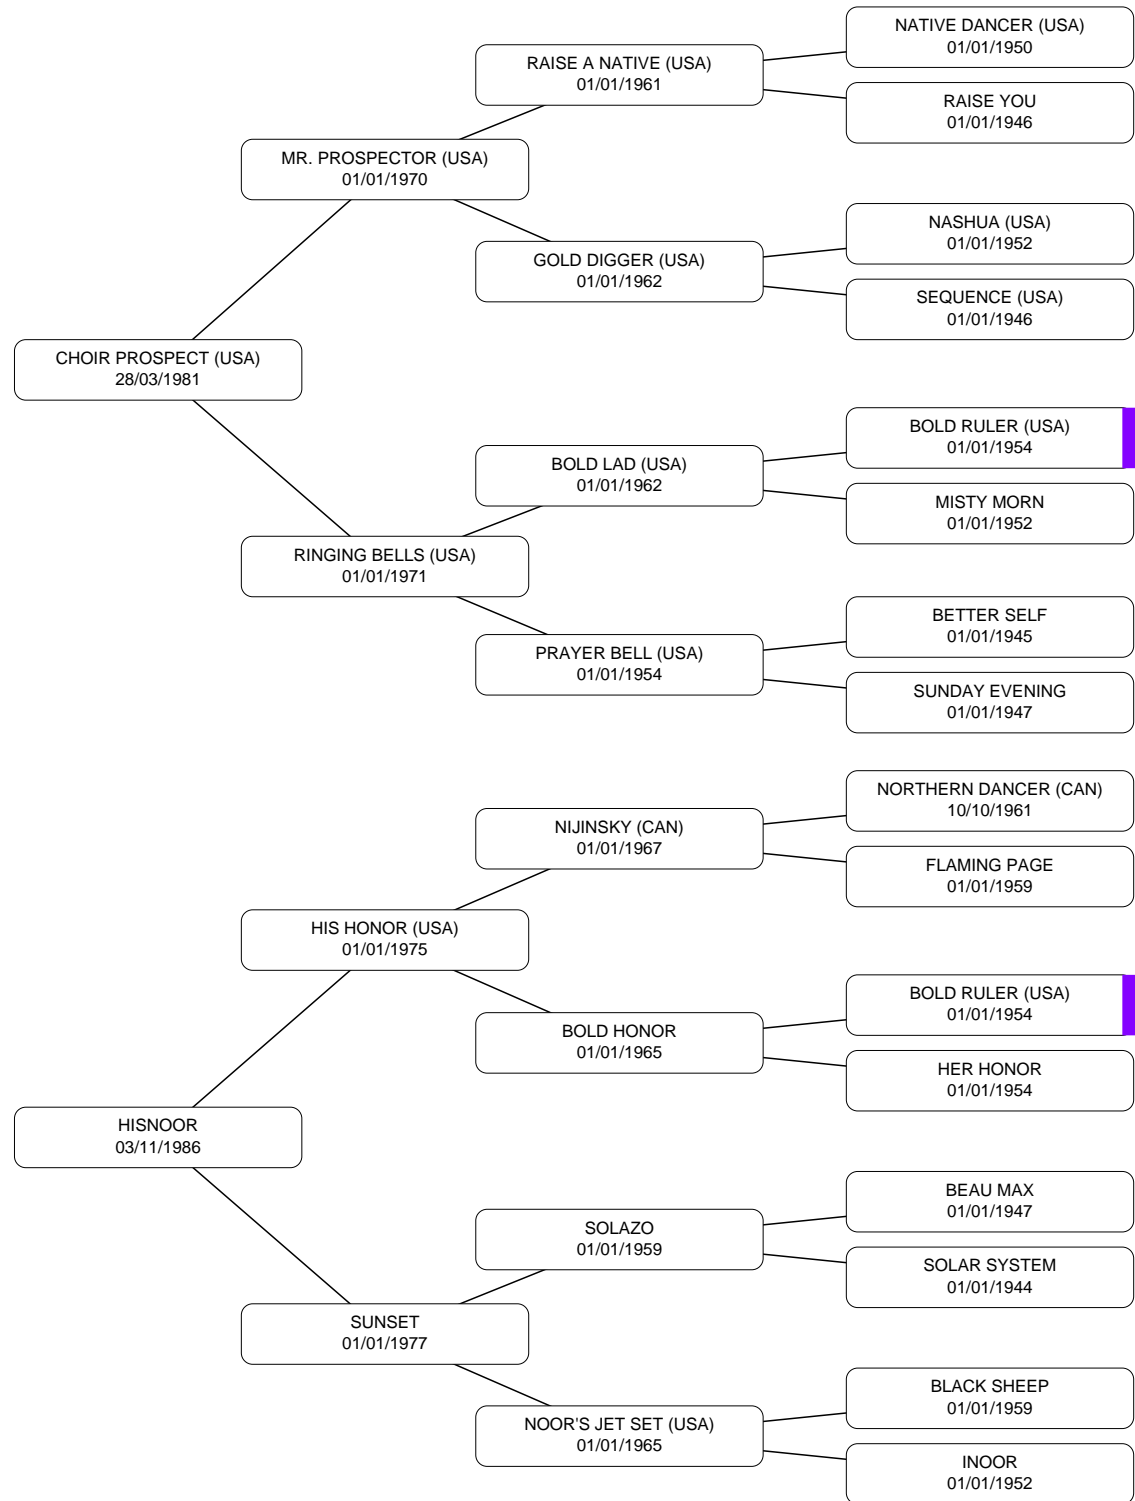 NATIVE DANCER (USA)
01/01/1950
RAISE A NATIVE (USA)
01/01/1961
RAISE YOU
01/01/1946
MR. PROSPECTOR (USA)
01/01/1970
NASHUA (USA)
01/01/1952
GOLD DIGGER (USA)
01/01/1962
SEQUENCE (USA)
01/01/1946
CHOIR PROSPECT (USA)
28/03/1981
BOLD RULER (USA)
01/01/1954
BOLD LAD (USA)
01/01/1962
MISTY MORN
01/01/1952
RINGING BELLS (USA)
01/01/1971
BETTER SELF
01/01/1945
PRAYER BELL (USA)
01/01/1954
SUNDAY EVENING
01/01/1947
NORTHERN DANCER (CAN)
10/10/1961
NIJINSKY (CAN)
01/01/1967
FLAMING PAGE
01/01/1959
HIS HONOR (USA)
01/01/1975
BOLD RULER (USA)
01/01/1954
BOLD HONOR
01/01/1965
HER HONOR
01/01/1954
HISNOOR
03/11/1986
BEAU MAX
01/01/1947
SOLAZO
01/01/1959
SOLAR SYSTEM
01/01/1944
SUNSET
01/01/1977
BLACK SHEEP
01/01/1959
NOOR'S JET SET (USA)
01/01/1965
INOOR
01/01/1952